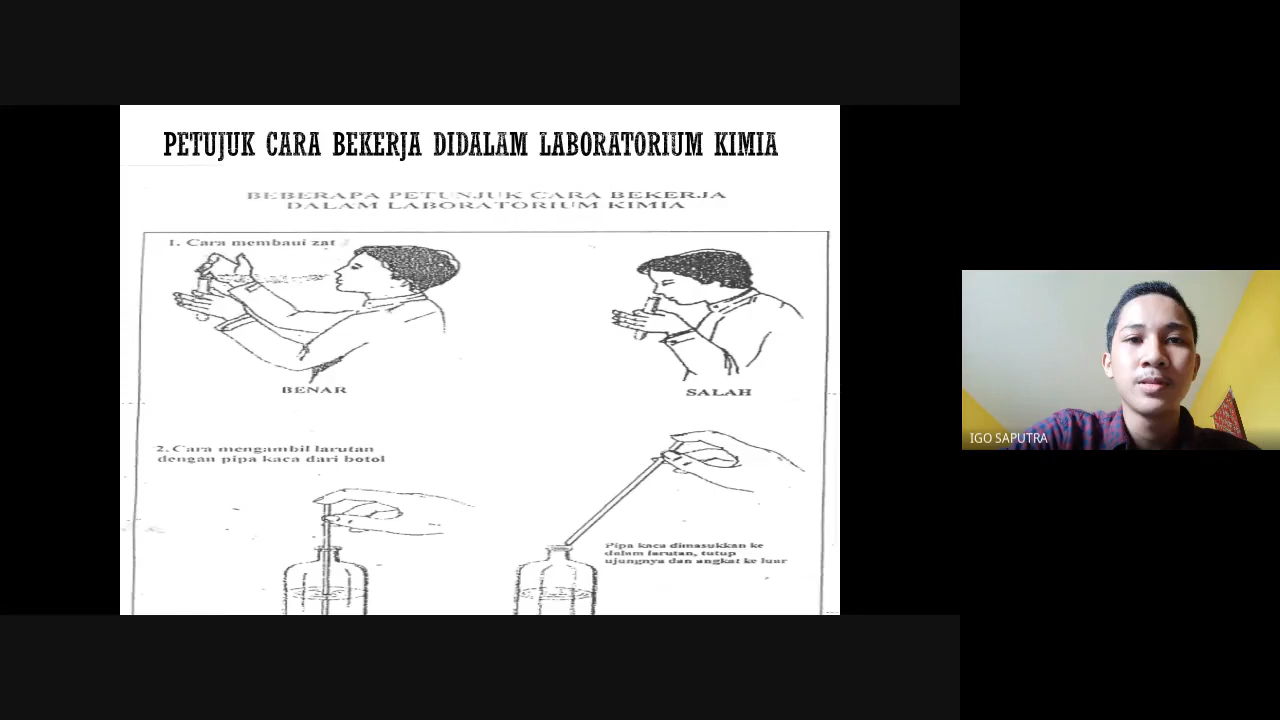 PETUJUK CARA BEKERJA DIDALAM LABORATORIUM KIMIA
BEBERAPA PETUNJUK CARA BEKERJA
DALAM LABORATORIUM KIMIA
1. Cara membaui zat
BENAR
SALAH
2. Cara mengambil larutan
dengan pipa kaca dari botol
Pipa kaca dimasukkan ke
dalam larutan, tutup
ujungnya dan angkat ke luar
IGO SAPUTRA